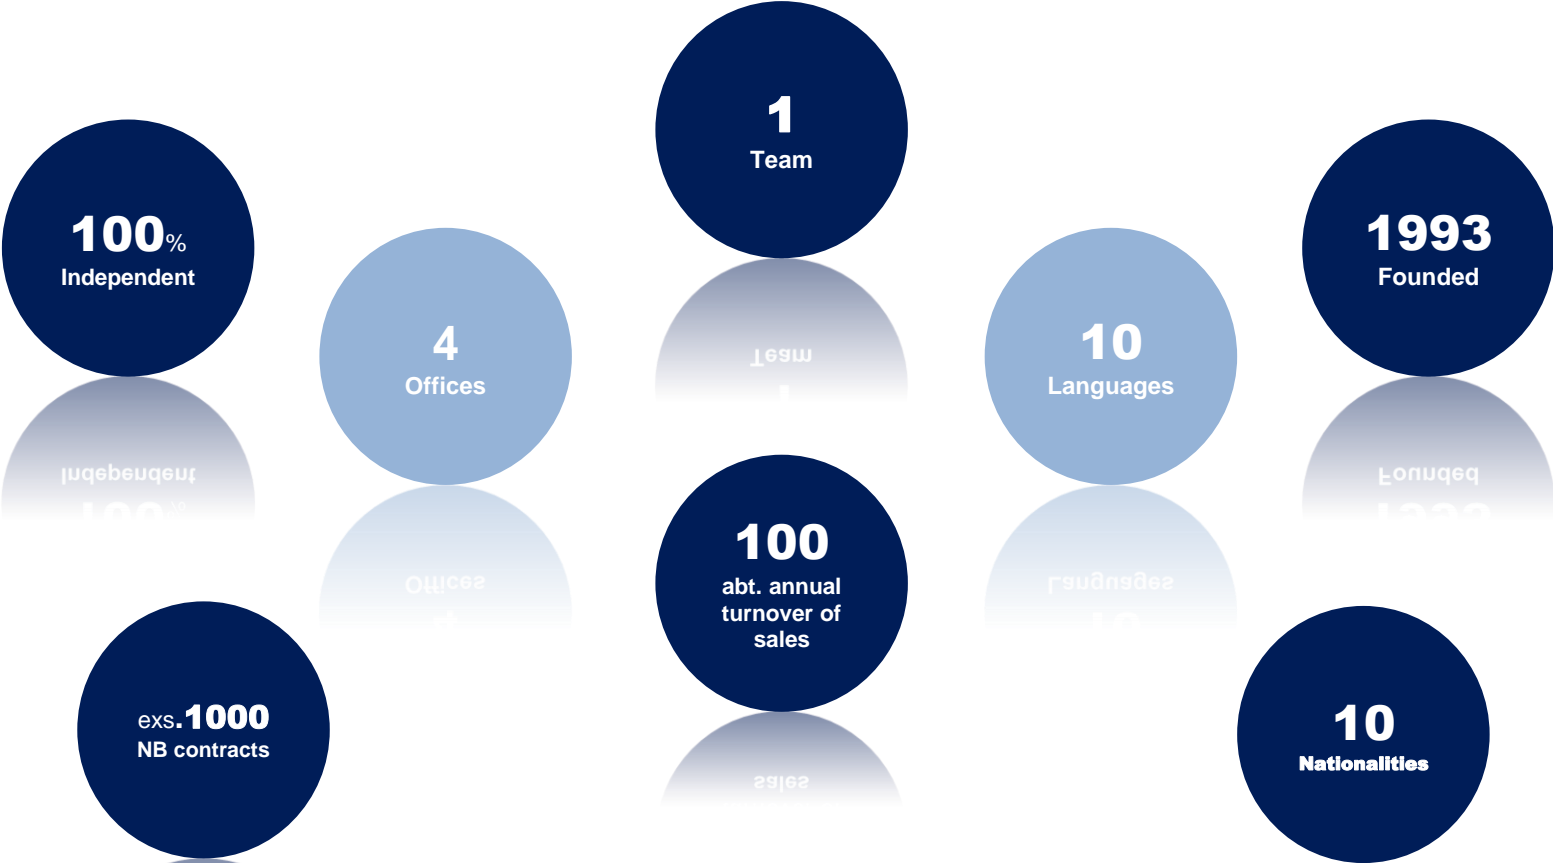 1
Team
100%
Independent
1993
Founded
4
Offices
10
Languages
100
abt. annual
turnover of
sales
exs.1000
NB contracts
10
Nationalities